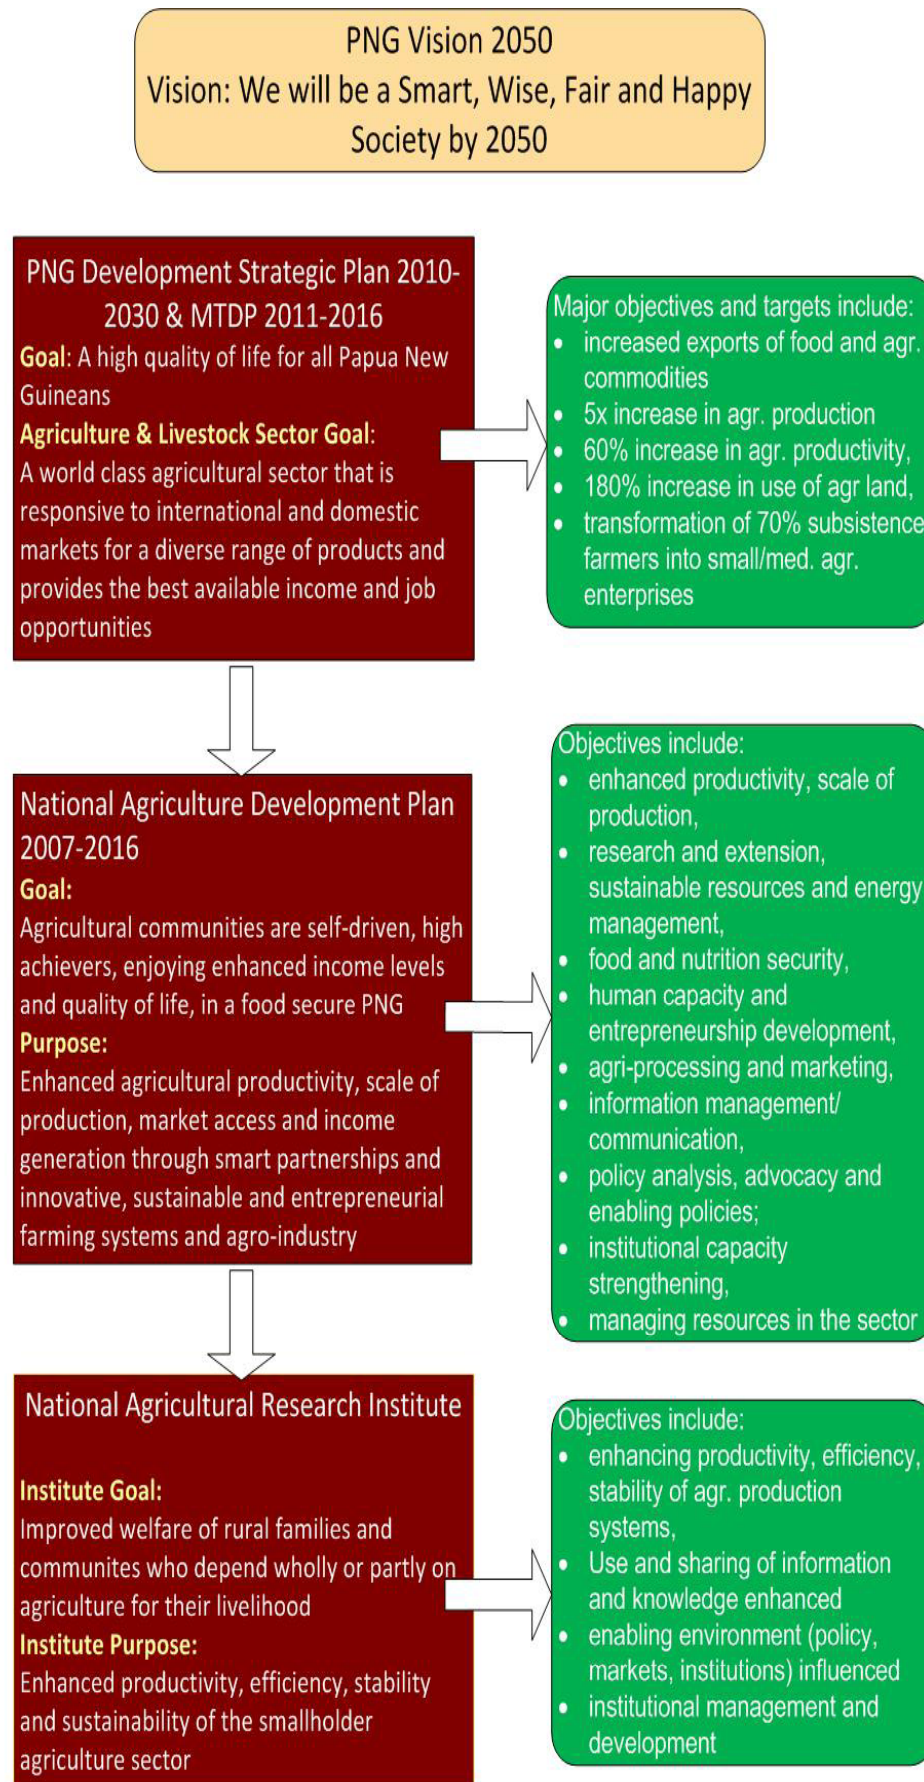 PNG Vision 2050
Vision: We will be a Smart, Wise, Fair and Happy
Society by 2050
PNG Development Strategic Plan 2010-
2030 & MTDP 2011-2016
Goal: A high quality of life for all Papua New
Guineans
Agriculture & Livestock Sector Goal:
A world class agricultural sector that is
responsive to international and domestic
markets for a diverse range of products and
provides the best available income and job
opportunities
Major objectives and targets include:
• increased exports of food and agr.
commodities
• 5x increase in agr. production
• 60% increase in agr. productivity,
• 180% increase in use of agr land,
• transformation of 70% subsistence
farmers into small/med. agr.
enterprises
National Agriculture Development Plan
2007-2016
Goal:
Agricultural communities are self-driven, high
achievers, enjoying enhanced income levels
and quality of life, in a food secure PNG
Purpose:
Enhanced agricultural productivity, scale of
production, market access and income
generation through smart partnerships and
innovative, sustainable and entrepreneurial
farming systems and agro-industry
Objectives include:
• enhanced productivity, scale of
production,
• research and extension,
sustainable resources and energy
management,
• food and nutrition security,
• human capacity and
entrepreneurship development,
• agri-processing and marketing,
• information management/
communication,
• policy analysis, advocacy and
enabling policies;
• institutional capacity
strengthening,
• managing resources in the sector
National Agricultural Research Institute
Institute Goal:
Improved welfare of rural families and
communites who depend wholly or partly on
agriculture for their livelihood
Institute Purpose:
Enhanced productivity, efficiency, stability
and sustainability of the smallholder
agriculture sector
Objectives include:
• enhancing productivity, efficiency,
stability of agr. production
systems,
• Use and sharing of information
and knowledge enhanced
• enabling environment (policy,
markets, institutions) influenced
• institutional management and
development